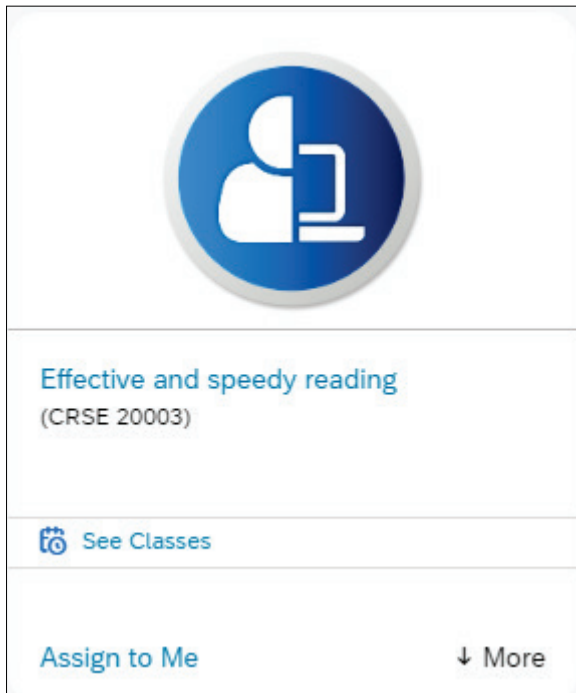 Effective and speedy reading
(CRSE 20003)
See Classes
Assign to Me ↓ More